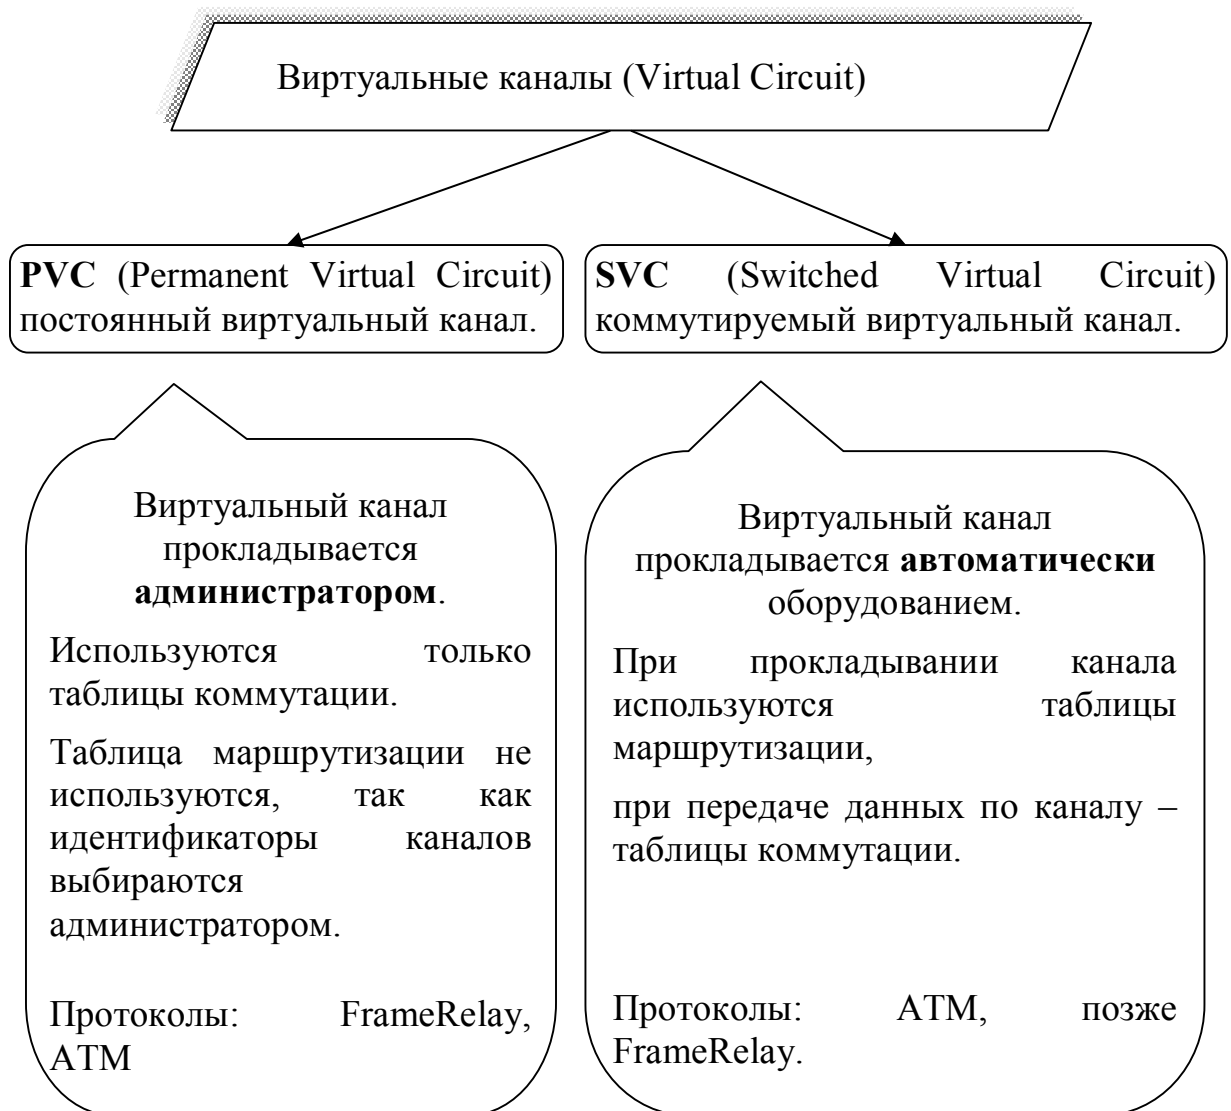 Виртуальные каналы (Virtual Circuit)
PVC (Permanent Virtual Circuit)
постоянный виртуальный канал.
SVC (Switched Virtual Circuit)
коммутируемый виртуальный канал.
Виртуальный канал
прокладывается
администратором.
Используются только
таблицы коммутации.
Таблица маршрутизации не
используются, так как
идентификаторы каналов
выбираются
администратором.
Протоколы: FrameRelay,
ATM
Виртуальный канал
прокладывается автоматически
оборудованием.
При прокладывании канала
используются таблицы
маршрутизации,
при передаче данных по каналу –
таблицы коммутации.
Протоколы: ATM, позже
FrameRelay.